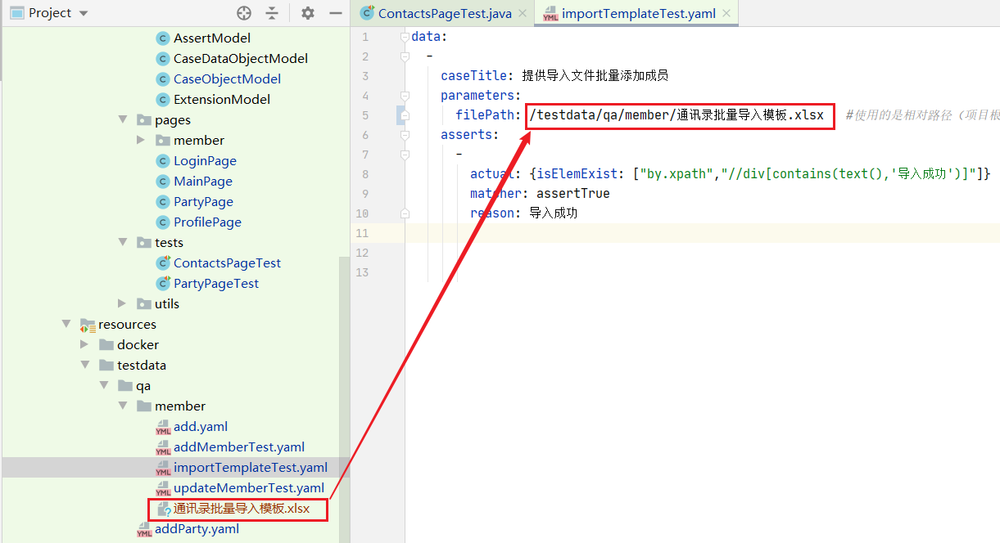 Project
AssertModel
CaseDataObjectModel
CaseObjectModel
ExtensionModel
pages
member
LoginPage
MainPage
PartyPage
ProfilePage
tests
ContactsPageTest
PartyPageTest
utils
resources
docker
testdata
qa
member
YML add.yaml
YML addMemberTest.yaml
YML importTemplateTest.yaml
YML updateMemberTest.yaml
通讯录批量导入模板.xlsx
YML addParty.yaml
ContactsPageTest.java
YML importTemplateTest.yaml
1 data:
2 -
3 caseTitle: 提供导入文件批量添加成员
4 parameters:
5 filePath: /testdata/qa/member/通讯录批量导入模板.xlsx #使用的是相对路径（项目根
6 asserts:
7 -
8 actual: {isElemExist: ["by.xpath","//div[contains(text(),'导入成功')]"]}
9 matcher: assertTrue
10 reason: 导入成功
11
12
13